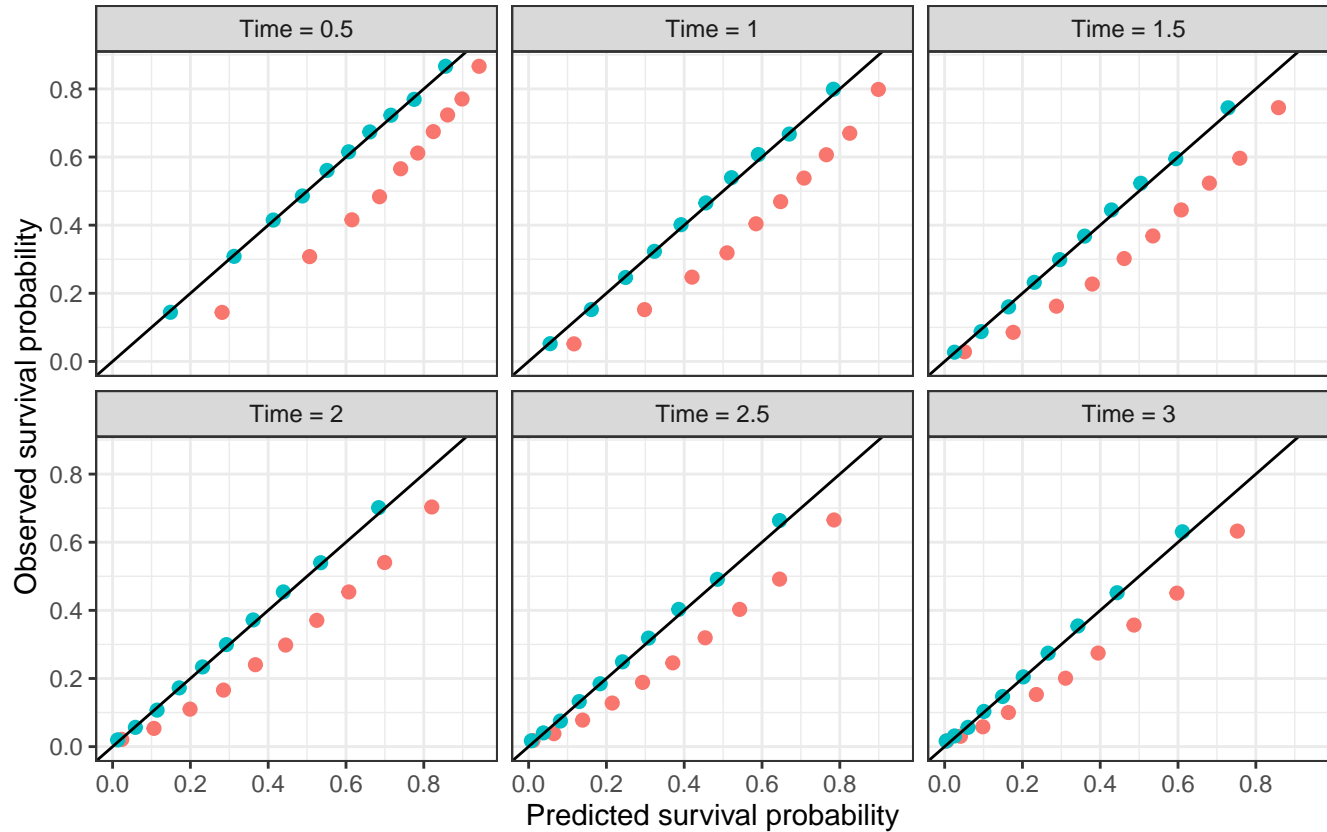 Time = 0.5 Time = 1 Time = 1.5
0.8
0.6
0.4
0.2
0.0
Observed survival probability
Time = 2 Time = 2.5 Time = 3
0.8
0.6
0.4
0.2
0.0
0.0 0.2 0.4 0.6 0.8 0.0 0.2 0.4 0.6 0.8 0.0 0.2 0.4 0.6 0.8
Predicted survival probability